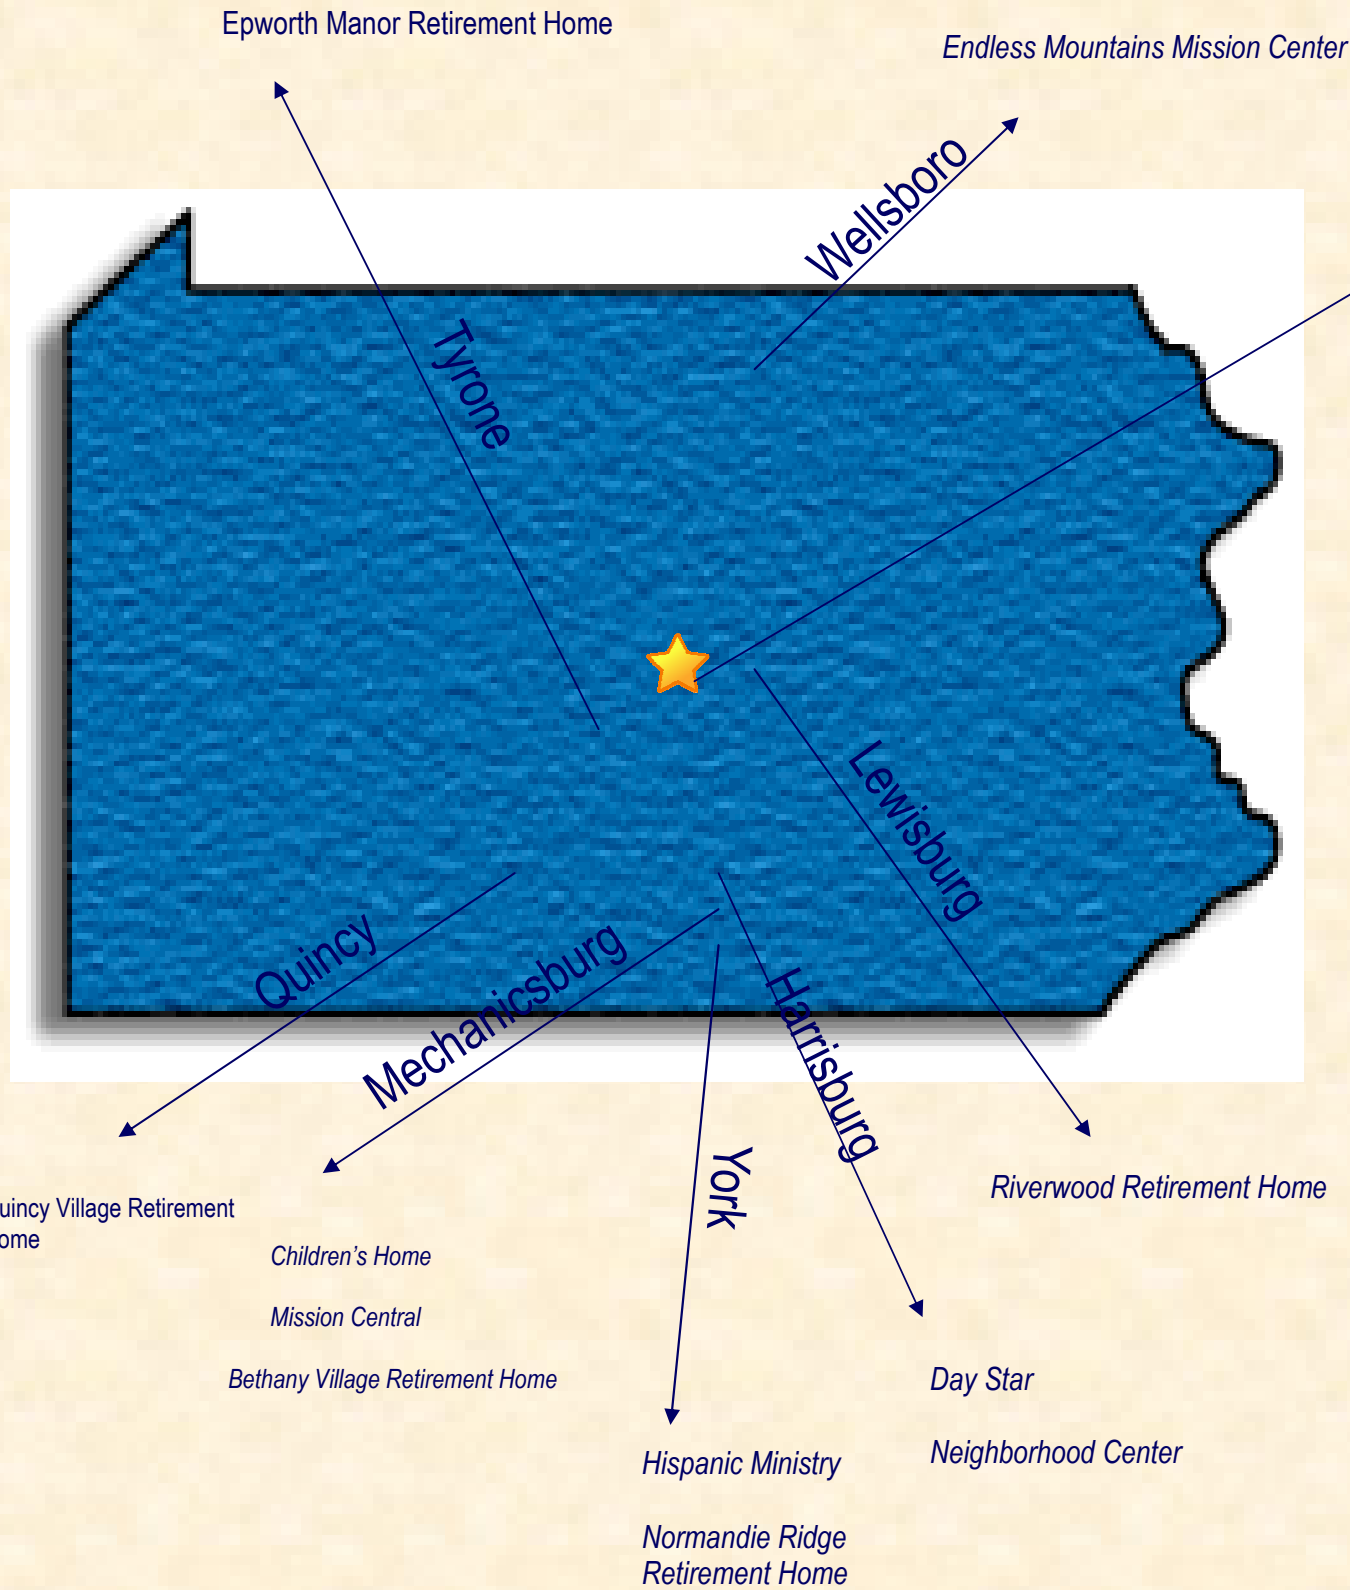 Epworth Manor Retirement Home
Endless Mountains Mission Center
Wellsboro
Tyrone
Lewisburg
Quincy
Mechanicsburg
Harrisburg
York
uincy Village Retirement
ome
Children’s Home
Mission Central
Bethany Village Retirement Home
Riverwood Retirement Home
Day Star
Neighborhood Center
Hispanic Ministry
Normandie Ridge
Retirement Home